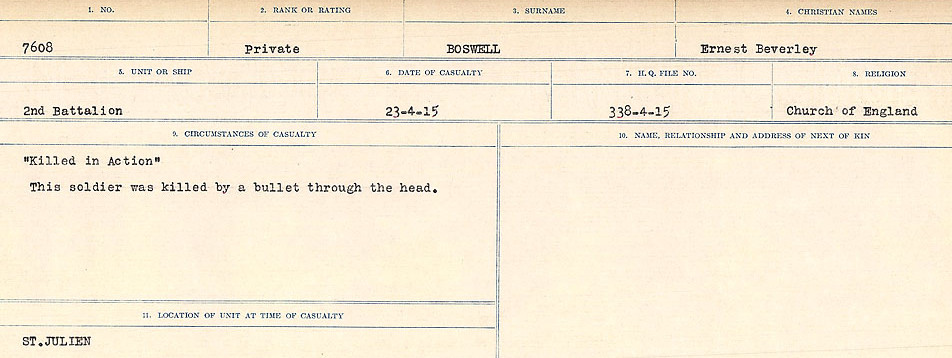 1. NO. 2. RANK OR RATING 3. SURNAME 4. CHRISTIAN NAMES
7608 Private BOSWELL Ernest Beverley
5. UNIT OR SHIP 6. DATE OF CASUALTY 7. H.Q. FILE NO. 8. RELIGION
2nd Battalion 23-4-15 338-4-15 Church of England
9. CIRCUMSTANCES OF CASUALTY 10. NAME, RELATIONSHIP AND ADDRESS OF NEXT OF KIN
"Killed in Action"
This soldier was killed by a bullet through the head.
11. LOCATION OF UNIT AT TIME OF CASUALTY
ST.JULIEN